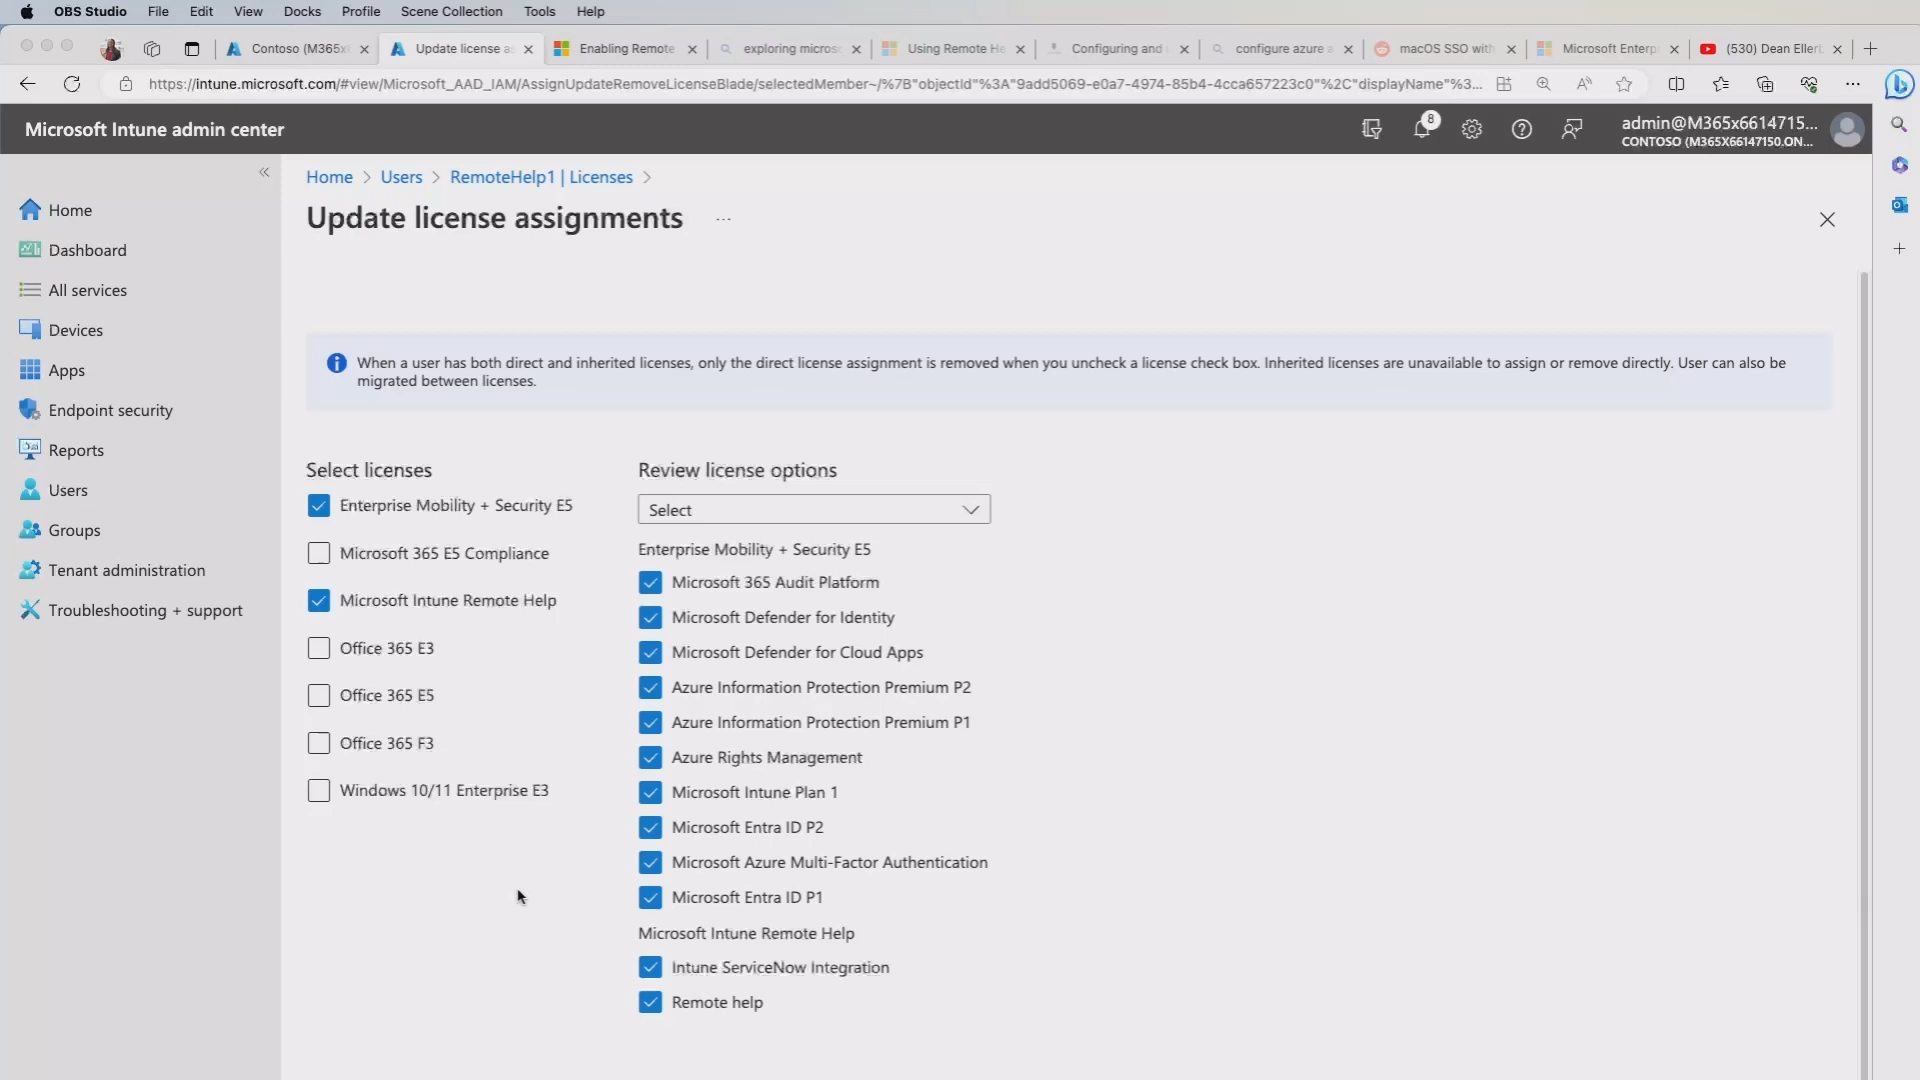 OBS Studio File Edit View Docks Profile Scene Collection Tools Help
Contoso (M365x
Update license a
Enabling Remote
exploring micros
Using Remote He
Configuring and
configure azure a
macOS SSO with
Microsoft Enterp
(530) Dean Eller
https://intune.microsoft.com/#view/Microsoft_AAD_IAM/AssignUpdateRemoveLicenseBlade/selectedMember~/%7B"objectId"%3A"9add5069-e0a7-4974-85b4-4cca657223c0"%2C"displayName"%3...
Microsoft Intune admin center
8
admin@M365x6614715...
CONTOSO (M365X66147150.ON...
Home > Users > RemoteHelp1 | Licenses >
Update license assignments ...
Home
Dashboard
All services
Devices
Apps
Endpoint security
Reports
Users
Groups
Tenant administration
Troubleshooting + support
When a user has both direct and inherited licenses, only the direct license assignment is removed when you uncheck a license check box. Inherited licenses are unavailable to assign or remove directly. User can also be
migrated between licenses.
Select licenses
Enterprise Mobility + Security E5
Microsoft 365 E5 Compliance
Microsoft Intune Remote Help
Office 365 E3
Office 365 E5
Office 365 F3
Windows 10/11 Enterprise E3
Review license options
Select
Enterprise Mobility + Security E5
Microsoft 365 Audit Platform
Microsoft Defender for Identity
Microsoft Defender for Cloud Apps
Azure Information Protection Premium P2
Azure Information Protection Premium P1
Azure Rights Management
Microsoft Intune Plan 1
Microsoft Entra ID P2
Microsoft Azure Multi-Factor Authentication
Microsoft Entra ID P1
Microsoft Intune Remote Help
Intune ServiceNow Integration
Remote help